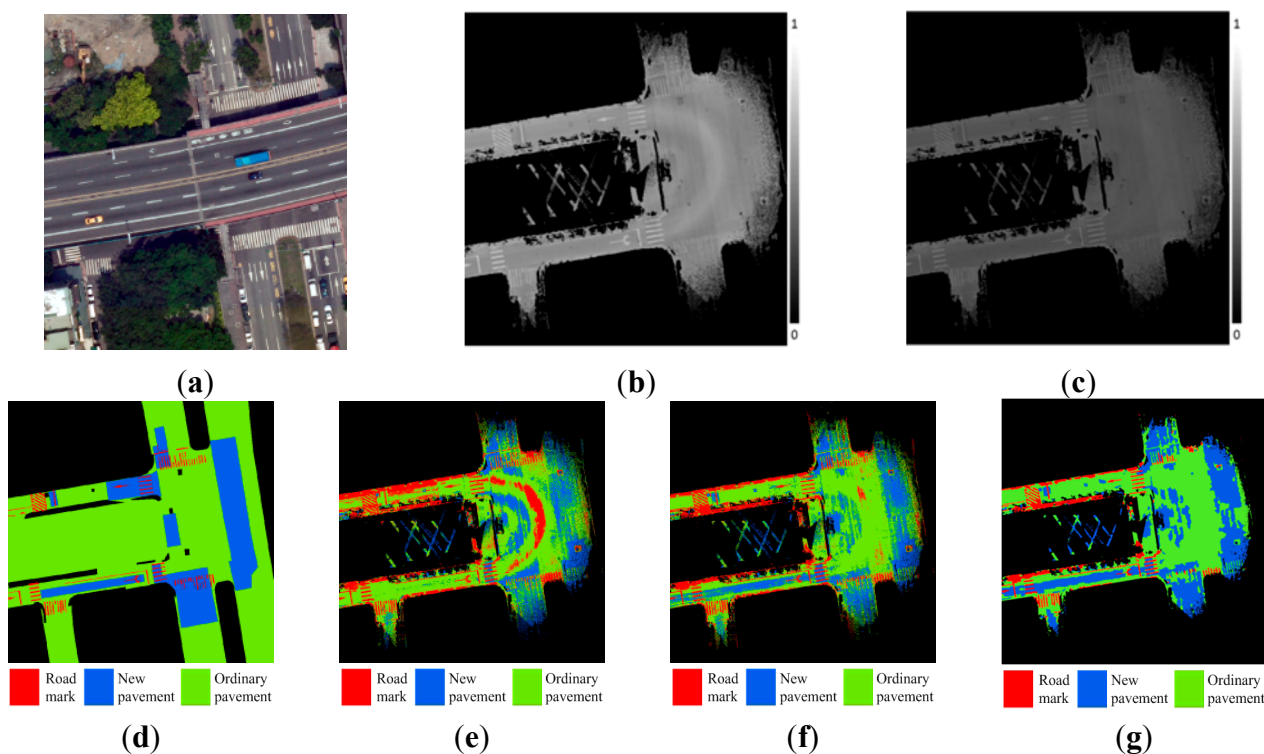 1
1
0
0
(a)
(b)
(c)
Road mark
New pavement
Ordinary pavement
Road mark
New pavement
Ordinary pavement
Road mark
New pavement
Ordinary pavement
Road mark
New pavement
Ordinary pavement
(d)
(e)
(f)
(g)